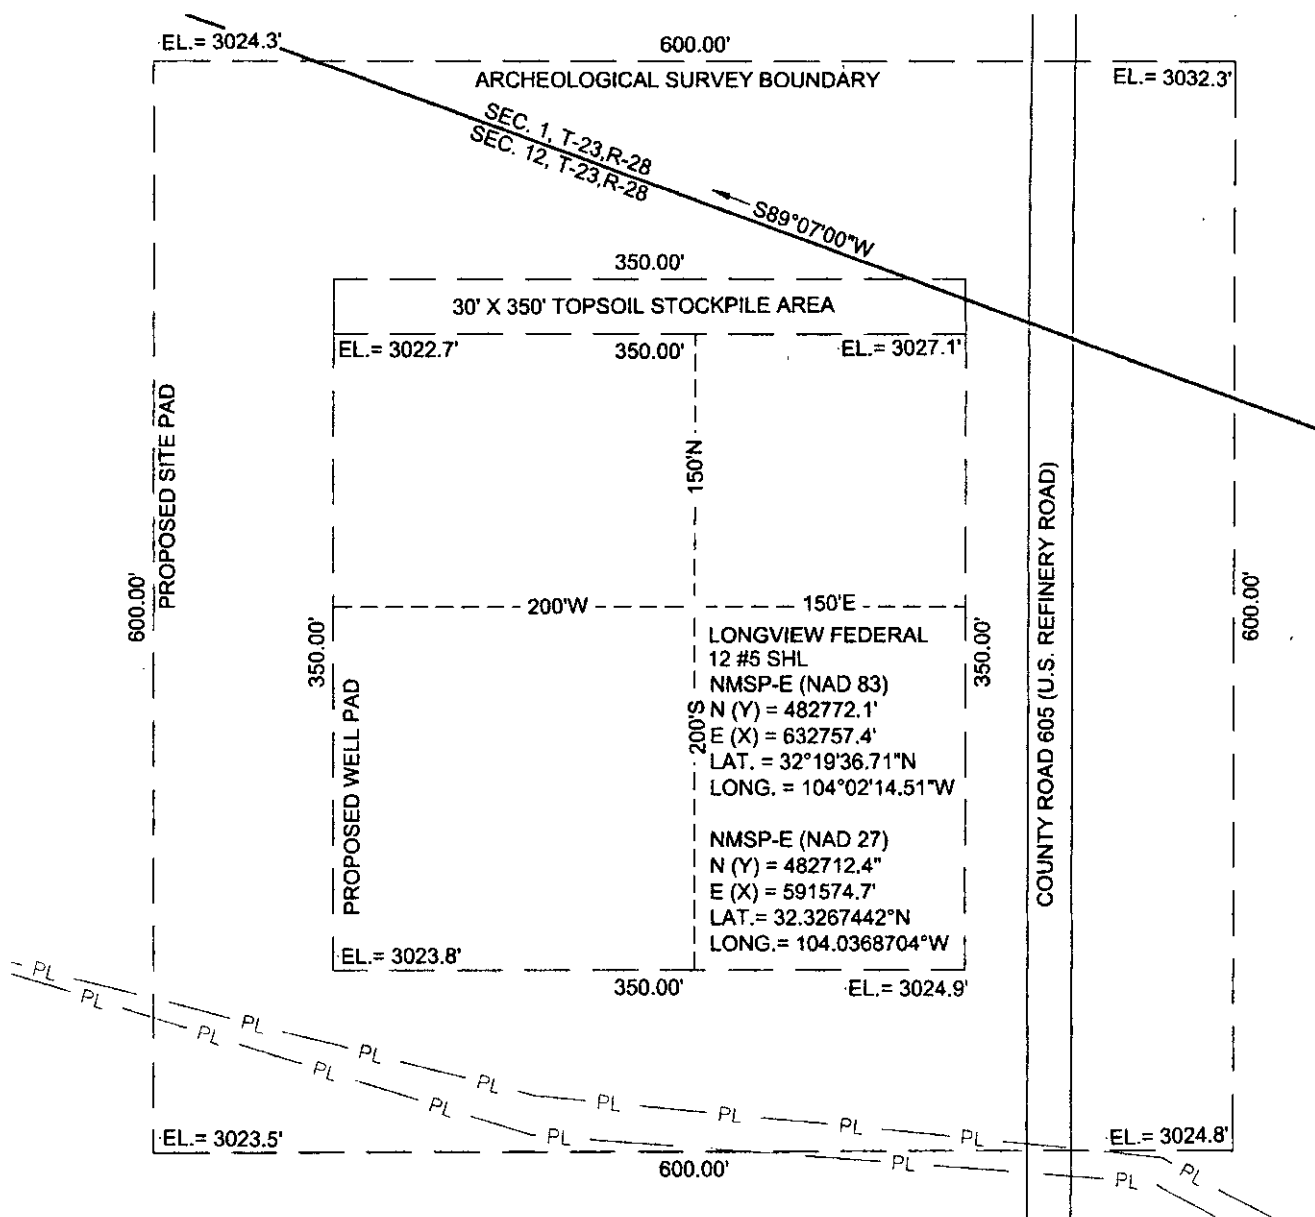 EL.= 3024.3'
600.00'
ARCHEOLOGICAL SURVEY BOUNDARY
EL.= 3032.3'
SEC. 1, T-23,R-28
SEC. 12, T-23,R-28
S89°07'00"W
350.00'
30' X 350' TOPSOIL STOCKPILE AREA
EL.= 3022.7'
350.00'
EL.= 3027.1'
PROPOSED SITE PAD
150'N
COUNTY ROAD 605 (U.S. REFINERY ROAD)
600.00'
200'W
150'E
600.00'
350.00'
350.00'
PROPOSED WELL PAD
200'S
LONGVIEW FEDERAL
12 #5 SHL
NMSP-E (NAD 83)
N (Y) = 482772.1'
E (X) = 632757.4'
LAT. = 32°19'36.71"N
LONG. = 104°02'14.51"W
NMSP-E (NAD 27)
N (Y) = 482712.4"
E (X) = 591574.7'
LAT.= 32.3267442°N
LONG.= 104.0368704°W
EL.= 3023.8'
350.00'
EL.= 3024.9'
PL PL PL PL PL PL PL PL PL
PL PL PL PL PL PL PL
PL
EL.= 3023.5'
600.00'
EL.= 3024.8'